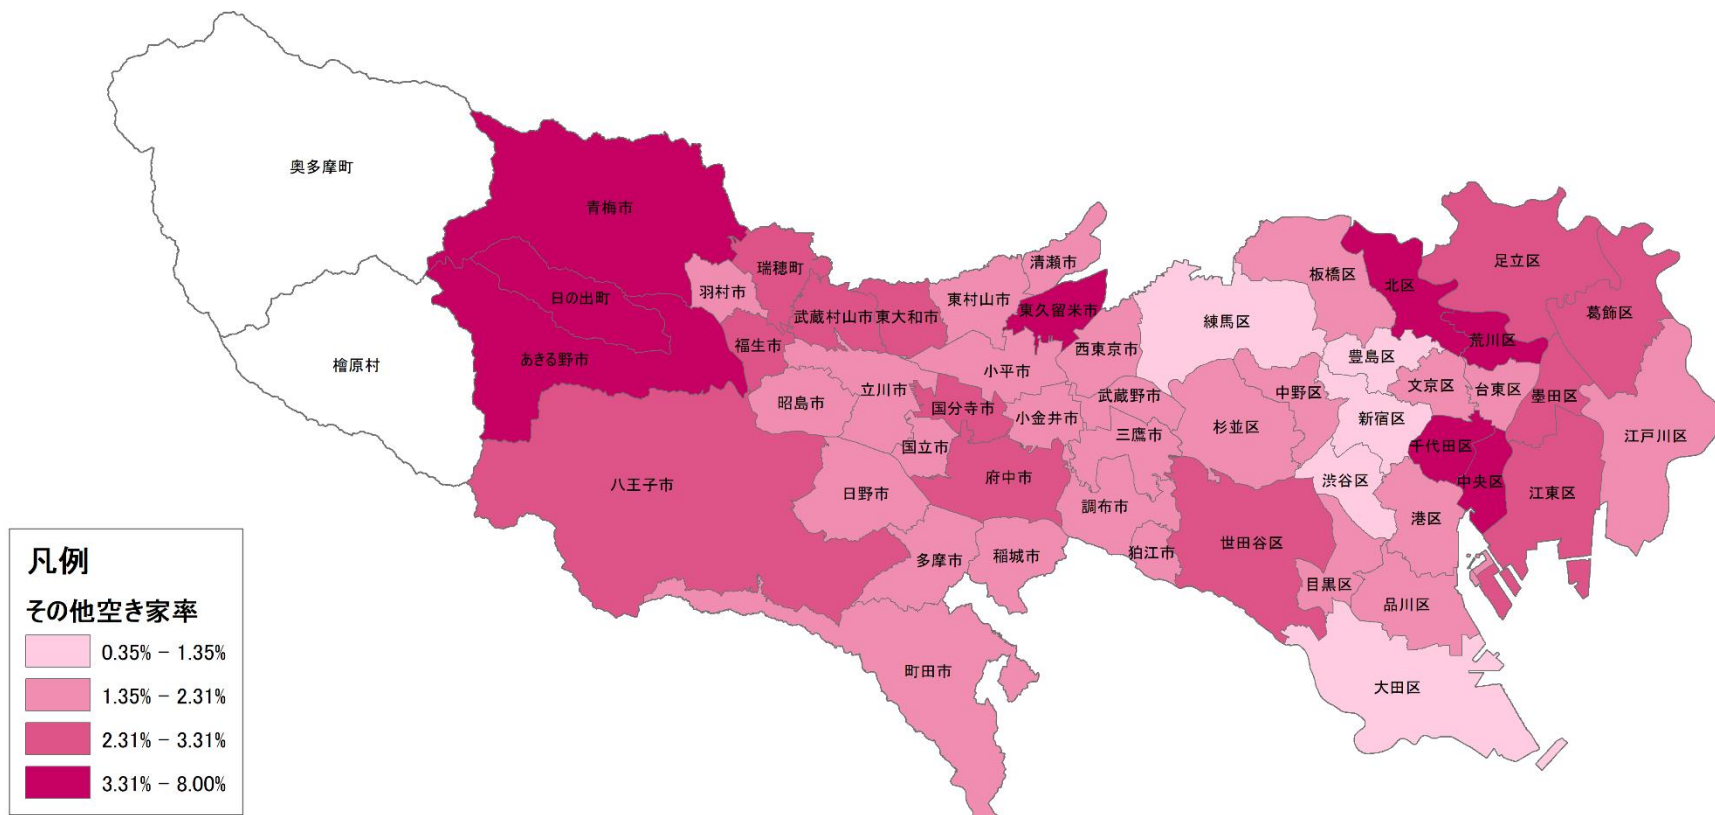 奥多摩町
青梅市
瑞穂町
清瀬市
板橋区
足立区
日の出町
羽村市
東村山市
北区
東久留米市
葛飾区
武蔵村山市
東大和市
練馬区
荒川区
福生市
西東京市
豊島区
檜原村
あきる野市
小平市
立川市
文京区
台東区
武蔵野市
中野区
墨田区
昭島市
国分寺市
小金井市
新宿区
杉並区
三鷹市
江戸川区
国立市
千代田区
八王子市
府中市
渋谷区
中央区
日野市
江東区
調布市
港区
世田谷区
狛江市
稲城市
多摩市
目黒区
品川区
町田市
大田区
凡例
その他空き家率
0.35% - 1.35%
1.35% - 2.31%
2.31% - 3.31%
3.31% - 8.00%